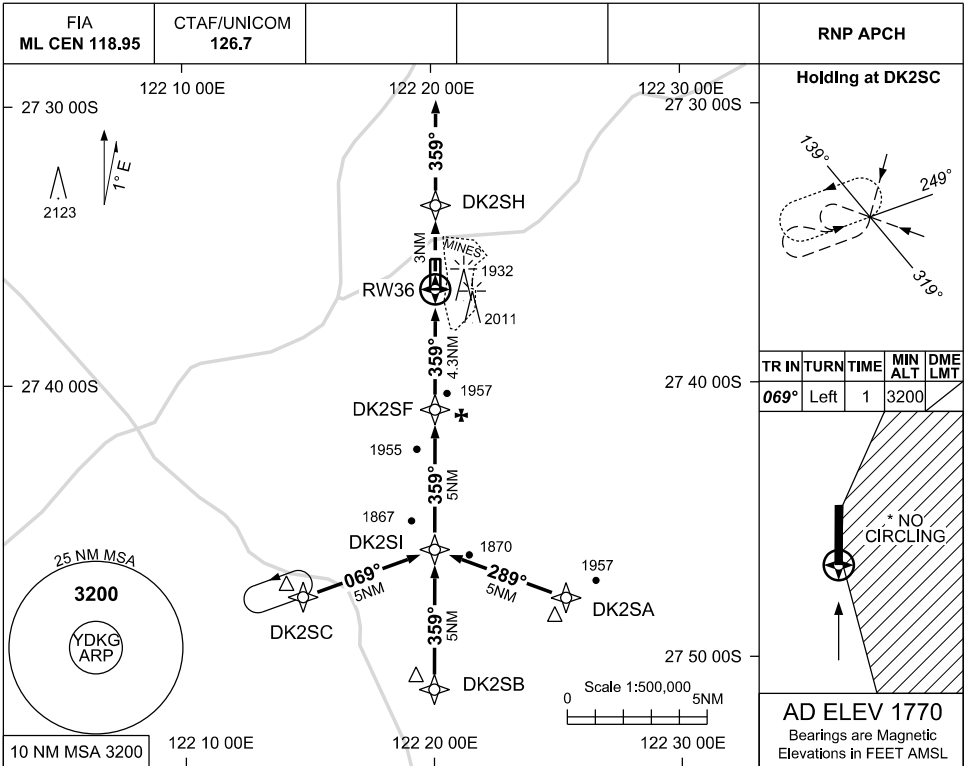 FIA
ML CEN 118.95
CTAF/UNICOM
126.7
RNP APCH
122 10 00E
122 20 00E
122 30 00E
27 30 00S
27 30 00S
Holding at DK2SC
139°
249°
319°
1° E
2123
359°
DK2SH
3NM
MINES
1932
RW36
2011
359°
4.3NM
TR IN
TURN
TIME
MIN ALT
DME LMT
069°
Left
1
3200
27 40 00S
27 40 00S
1957
DK2SF
1955
359°
5NM
1867
DK2SI
1870
* NO
CIRCLING
25 NM MSA
3200
YDKG
ARP
069°
5NM
289°
5NM
1957
DK2SC
DK2SA
359°
5NM
27 50 00S
DK2SB
Scale 1:500,000
0
5NM
AD ELEV 1770
Bearings are Magnetic
Elevations in FEET AMSL
10 NM MSA 3200
122 10 00E
122 20 00E
122 30 00E